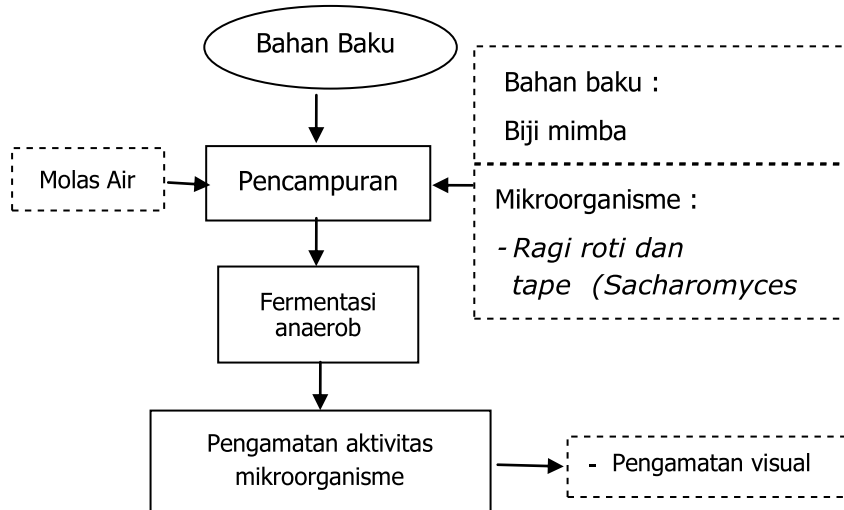 Bahan Baku
Bahan baku :
Biji mimba
Molas Air
Pencampuran
Mikroorganisme :
- Ragi roti dan
tape (Sacharomyces
Fermentasi
anaerob
Pengamatan aktivitas
mikroorganisme
- Pengamatan visual